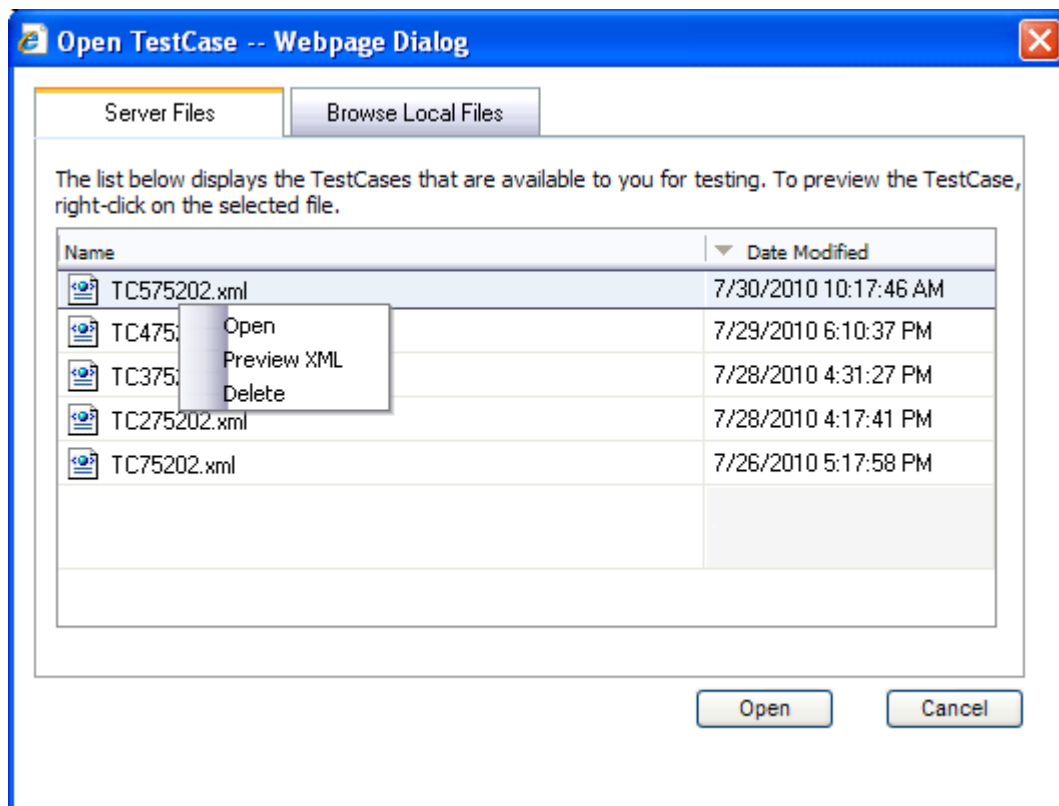 Open TestCase -- Webpage Dialog
Server Files
Browse Local Files
The list below displays the TestCases that are available to you for testing. To preview the TestCase,
right-click on the selected file.
Name Date Modified
TC575202.xml 7/30/2010 10:17:46 AM
TC475 7/29/2010 6:10:37 PM
TC375 7/28/2010 4:31:27 PM
TC275202.xml 7/28/2010 4:17:41 PM
TC75202.xml 7/26/2010 5:17:58 PM
Open
Preview XML
Delete
Open
Cancel